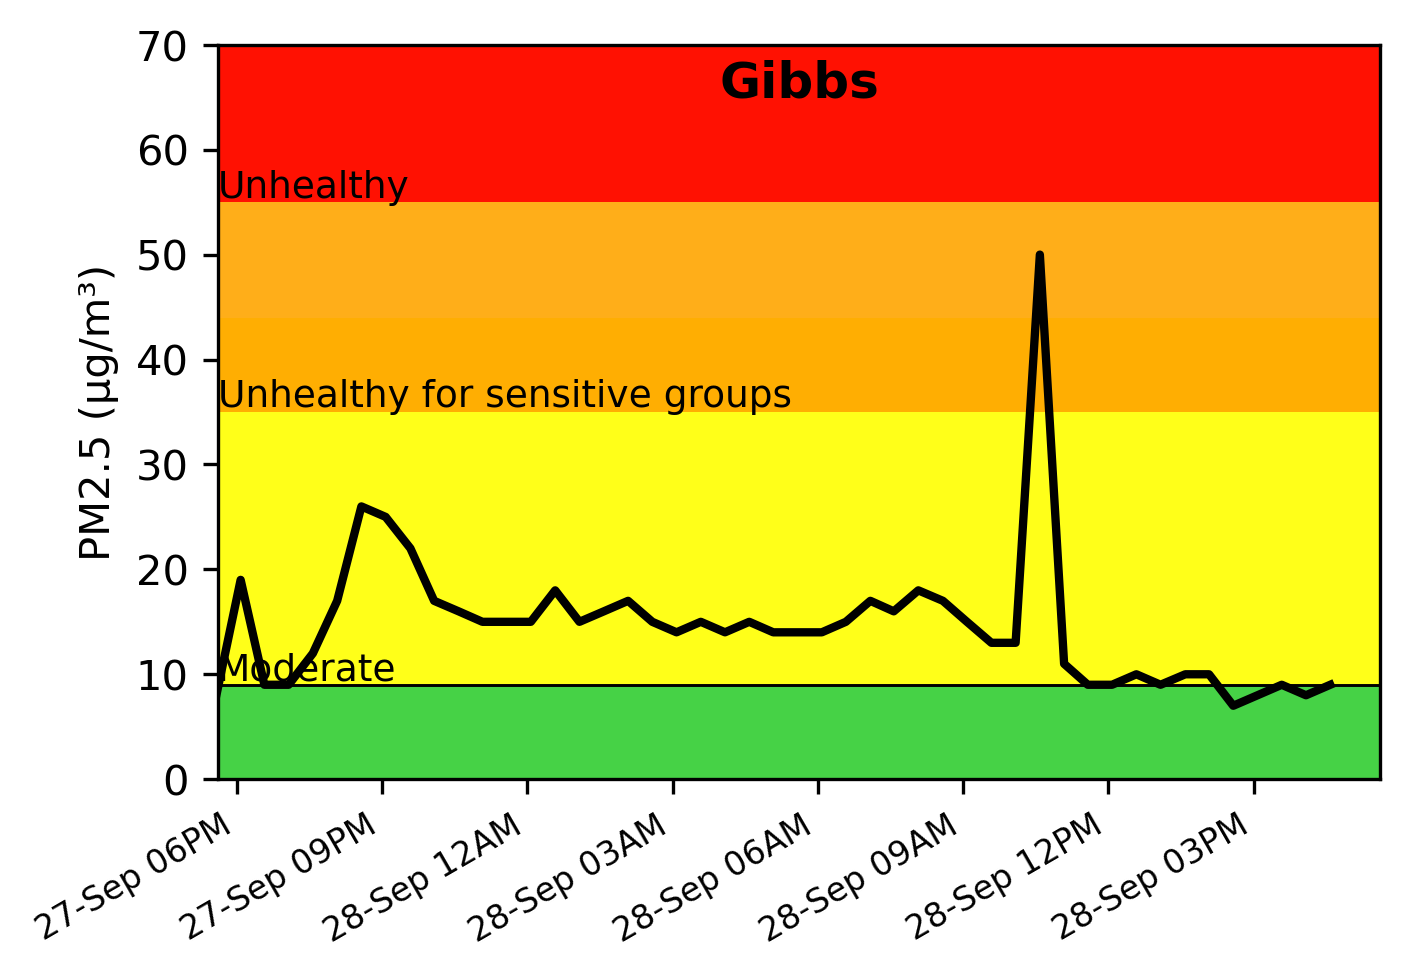 Gibbs
70
60
50
40
30
20
10
0
PM2.5 (µg/m³)
Unhealthy
Unhealthy for sensitive groups
Moderate
27-Sep 06PM
27-Sep 09PM
28-Sep 12AM
28-Sep 03AM
28-Sep 06AM
28-Sep 09AM
28-Sep 12PM
28-Sep 03PM